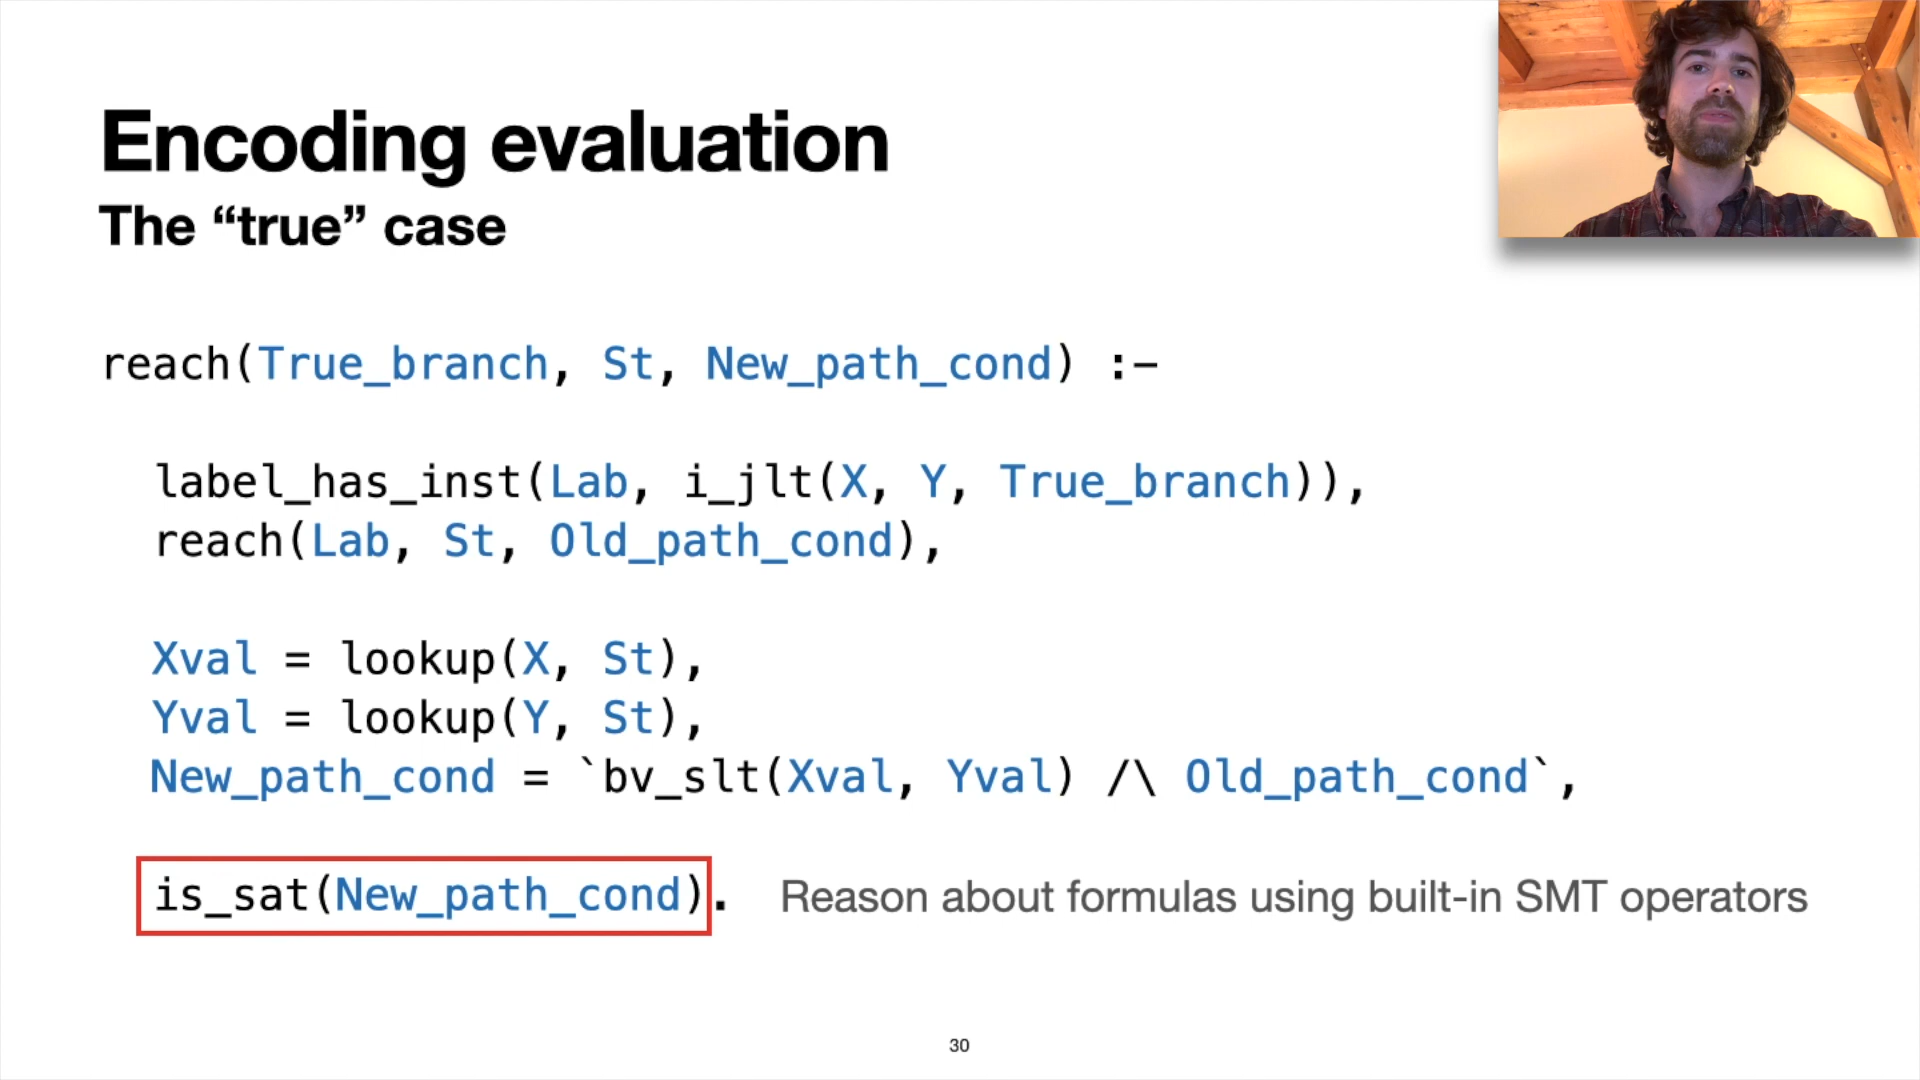 Encoding evaluation
The “true” case
reach(True_branch, St, New_path_cond) :-
label_has_inst(Lab, i_jlt(X, Y, True_branch)),
reach(Lab, St, Old_path_cond),
Xval = lookup(X, St),
Yval = lookup(Y, St),
New_path_cond = `bv_slt(Xval, Yval) /\ Old_path_cond`,
is_sat(New_path_cond). Reason about formulas using built-in SMT operators
30